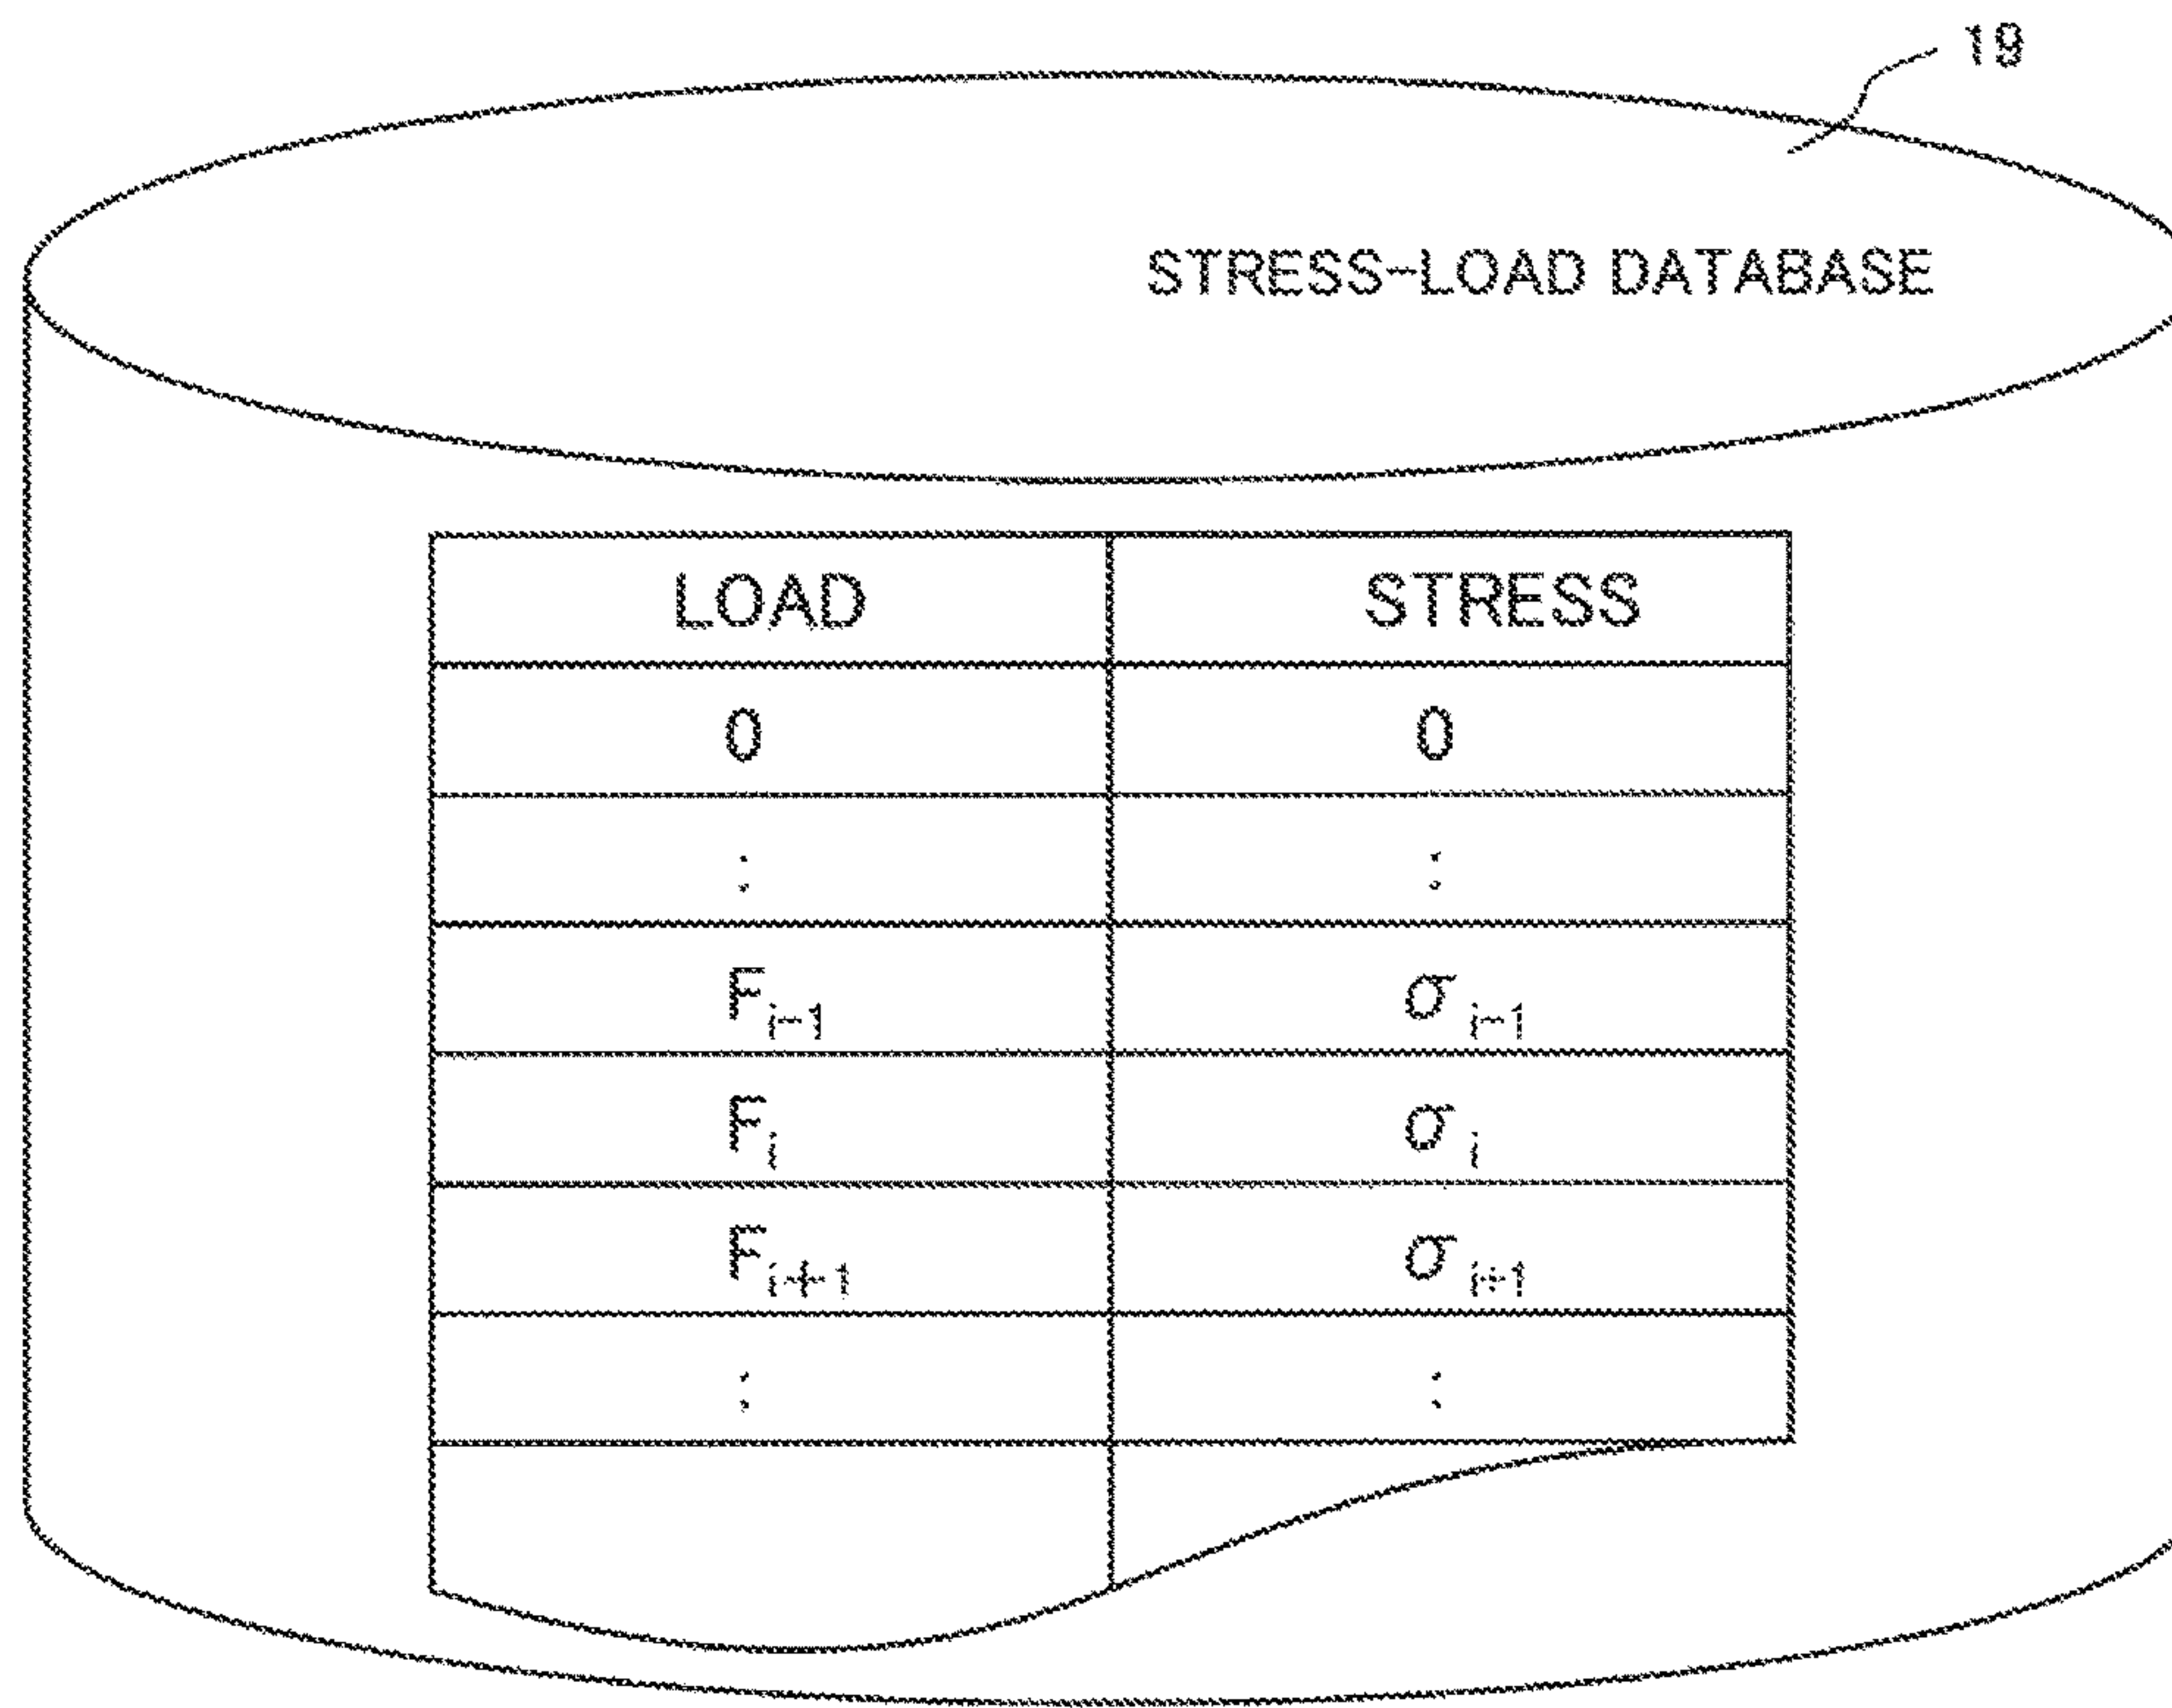 19
STRESS-LOAD DATABASE
LOAD STRESS
0 0
: :
F_{i-1} σ_{i-1}
F_i σ_i
F_{i+1} σ_{i+1}
: :